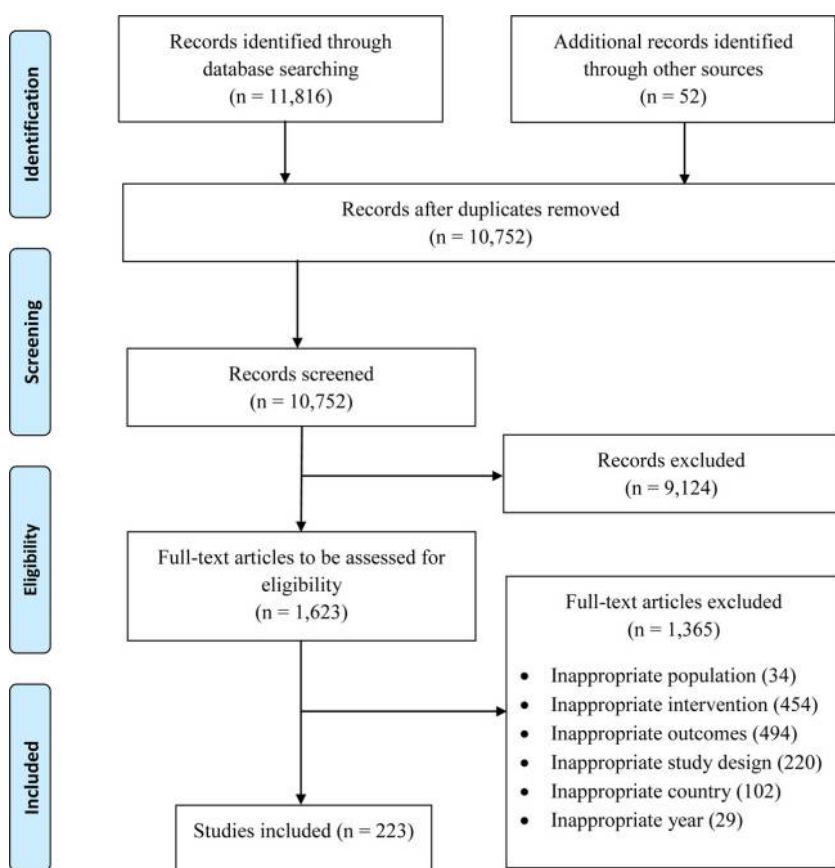 Identification
Records identified through
database searching
(n = 11,816)
Additional records identified
through other sources
(n = 52)
Records after duplicates removed
(n = 10,752)
Screening
Records screened
(n = 10,752)
Records excluded
(n = 9,124)
Eligibility
Full-text articles to be assessed for
eligibility
(n = 1,623)
Full-text articles excluded
(n = 1,365)
• Inappropriate population (34)
• Inappropriate intervention (454)
• Inappropriate outcomes (494)
• Inappropriate study design (220)
• Inappropriate country (102)
• Inappropriate year (29)
Included
Studies included (n = 223)